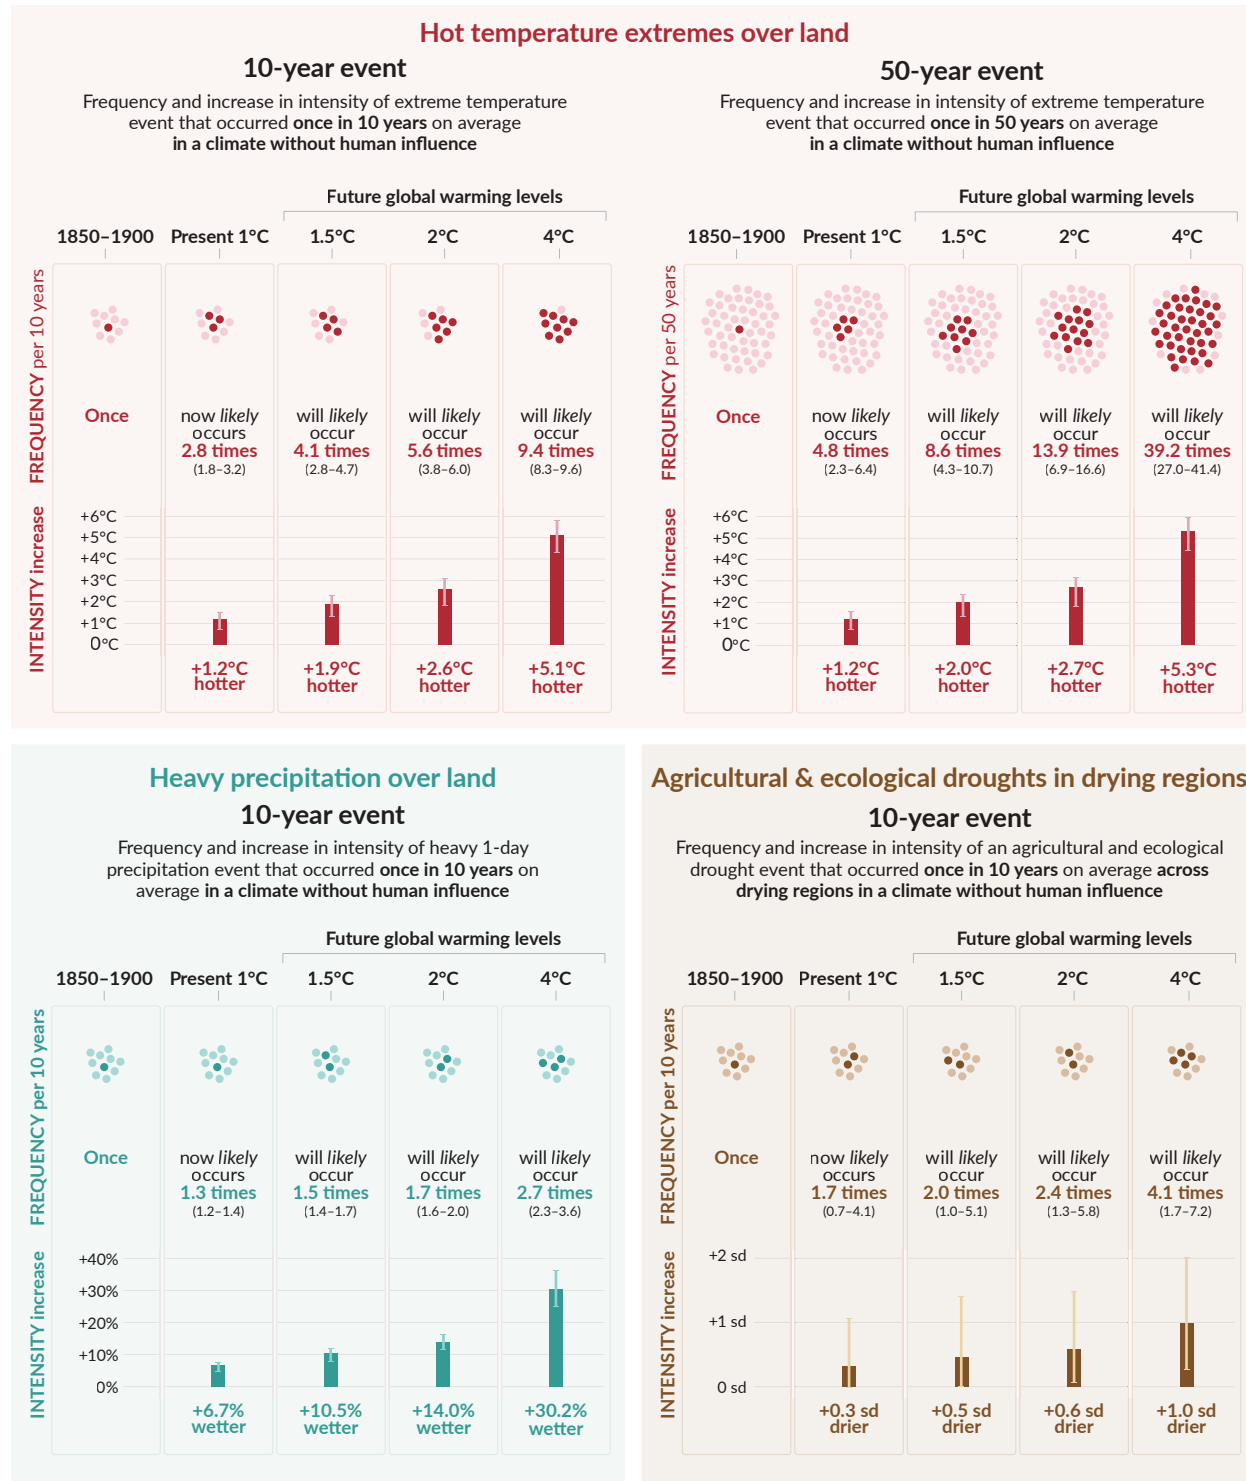 Hot temperature extremes over land
10-year event
Frequency and increase in intensity of extreme temperature
event that occurred once in 10 years on average
in a climate without human influence
Future global warming levels
1850–1900 Present 1°C 1.5°C 2°C 4°C
FREQUENCY per 10 years
Once
now likely occurs 2.8 times (1.8–3.2)
will likely occur 4.1 times (2.8–4.7)
will likely occur 5.6 times (3.8–6.0)
will likely occur 9.4 times (8.3–9.6)
INTENSITY increase
+6°C
+5°C
+4°C
+3°C
+2°C
+1°C
0°C
+1.2°C hotter
+1.9°C hotter
+2.6°C hotter
+5.1°C hotter
50-year event
Frequency and increase in intensity of extreme temperature
event that occurred once in 50 years on average
in a climate without human influence
Future global warming levels
1850–1900 Present 1°C 1.5°C 2°C 4°C
FREQUENCY per 50 years
Once
now likely occurs 4.8 times (2.3–6.4)
will likely occur 8.6 times (4.3–10.7)
will likely occur 13.9 times (6.9–16.6)
will likely occur 39.2 times (27.0–41.4)
INTENSITY increase
+6°C
+5°C
+4°C
+3°C
+2°C
+1°C
0°C
+1.2°C hotter
+2.0°C hotter
+2.7°C hotter
+5.3°C hotter
Heavy precipitation over land
10-year event
Frequency and increase in intensity of heavy 1-day
precipitation event that occurred once in 10 years on
average in a climate without human influence
Future global warming levels
1850–1900 Present 1°C 1.5°C 2°C 4°C
FREQUENCY per 10 years
Once
now likely occurs 1.3 times (1.2–1.4)
will likely occur 1.5 times (1.4–1.7)
will likely occur 1.7 times (1.6–2.0)
will likely occur 2.7 times (2.3–3.6)
INTENSITY increase
+40%
+30%
+20%
+10%
0%
+6.7% wetter
+10.5% wetter
+14.0% wetter
+30.2% wetter
Agricultural & ecological droughts in drying regions
10-year event
Frequency and increase in intensity of an agricultural and ecological
drought event that occurred once in 10 years on average across
drying regions in a climate without human influence
Future global warming levels
1850–1900 Present 1°C 1.5°C 2°C 4°C
FREQUENCY per 10 years
Once
now likely occurs 1.7 times (0.7–4.1)
will likely occur 2.0 times (1.0–5.1)
will likely occur 2.4 times (1.3–5.8)
will likely occur 4.1 times (1.7–7.2)
INTENSITY increase
+2 sd
+1 sd
0 sd
+0.3 sd drier
+0.5 sd drier
+0.6 sd drier
+1.0 sd drier